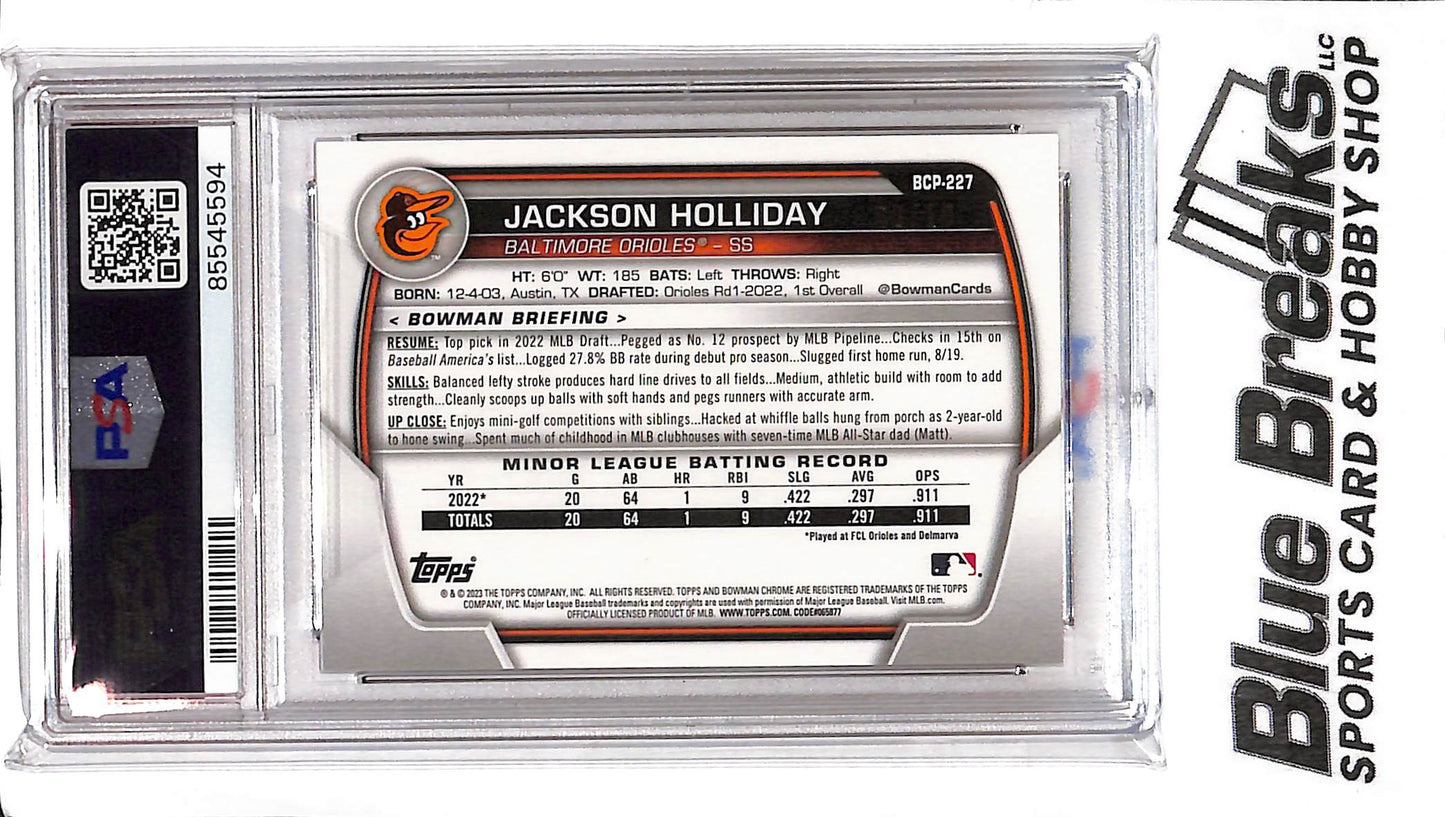 85545594
PSA
BCP-227
JACKSON HOLLIDAY
BALTIMORE ORIOLES® – SS
HT: 6'0" WT: 185 BATS: Left THROWS: Right
BORN: 12-4-03, Austin, TX DRAFTED: Orioles Rd1-2022, 1st Overall @BowmanCards
< BOWMAN BRIEFING >
RESUME: Top pick in 2022 MLB Draft...Pegged as No. 12 prospect by MLB Pipeline...Checks in 15th on
Baseball America's list...Logged 27.8% BB rate during debut pro season...Slugged first home run, 8/19.
SKILLS: Balanced lefty stroke produces hard line drives to all fields...Medium, athletic build with room to add
strength...Cleanly scoops up balls with soft hands and pegs runners with accurate arm.
UP CLOSE: Enjoys mini-golf competitions with siblings...Hacked at whiffle balls hung from porch as 2-year-old
to hone swing...Spent much of childhood in MLB clubhouses with seven-time MLB All-Star dad (Matt).
MINOR LEAGUE BATTING RECORD
YR G AB HR RBI SLG AVG OPS
2022* 20 64 1 9 .422 .297 .911
TOTALS 20 64 1 9 .422 .297 .911
*Played at FCL Orioles and Delmarva
Topps®
® & © 2023 THE TOPPS COMPANY, INC. ALL RIGHTS RESERVED. TOPPS AND BOWMAN CHROME ARE REGISTERED TRADEMARKS OF THE TOPPS
COMPANY, INC. Major League Baseball trademarks and copyrights are used with permission of Major League Baseball. Visit MLB.com.
OFFICIALLY LICENSED PRODUCT OF MLB. WWW.TOPPS.COM. CODE#065877
Blue Breaks LLC
SPORTS CARD & HOBBY SHOP